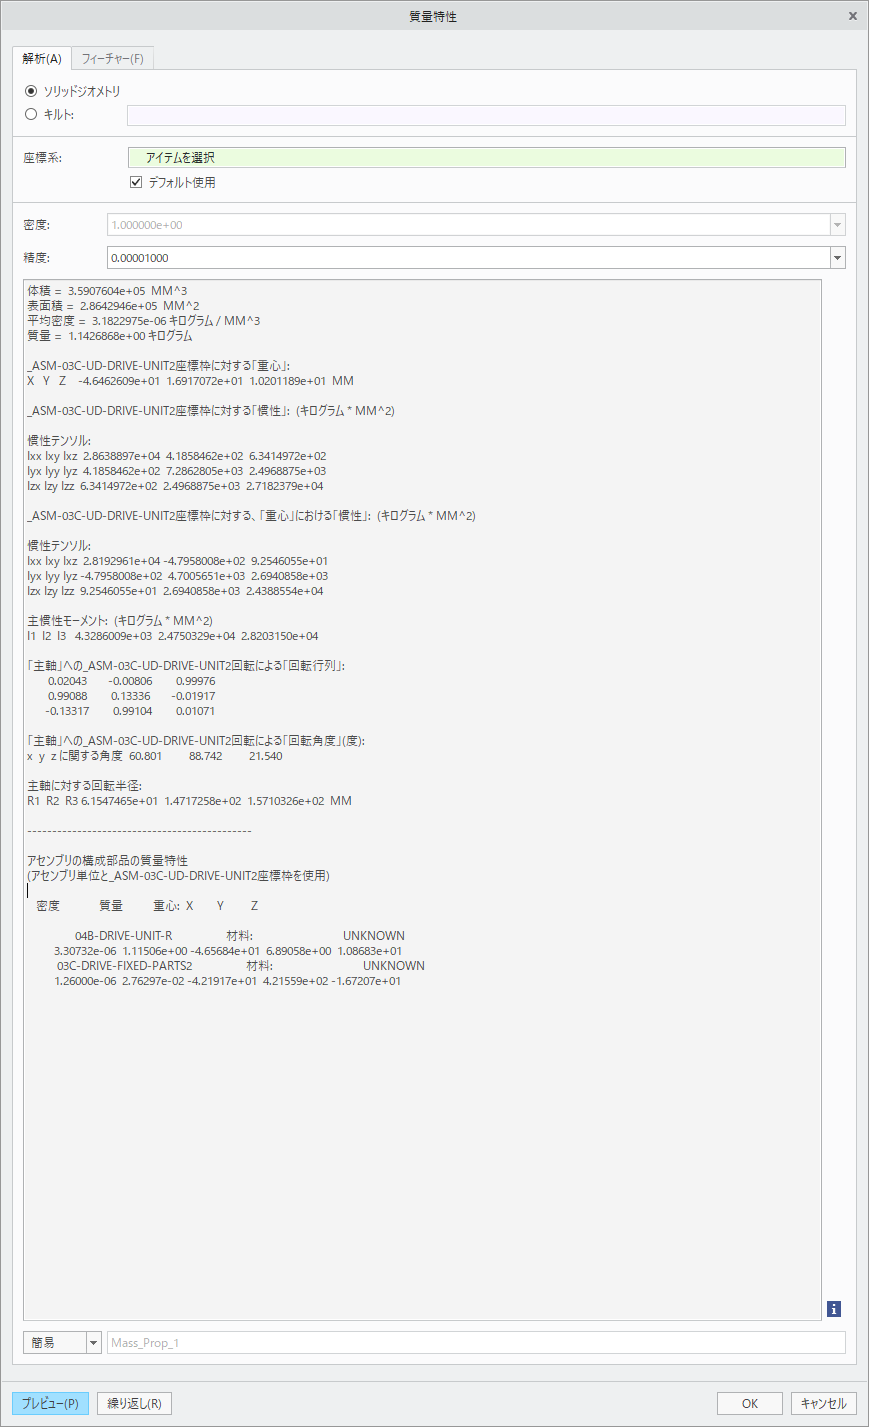 質量特性
解析(A) フィーチャー(F)
ソリッドジオメトリ
キルト:
座標系: アイテムを選択
デフォルト使用
密度: 1.000000e+00
精度: 0.00001000
体積 = 3.5907604e+05 MM^3
表面積 = 2.8642946e+05 MM^2
平均密度 = 3.1822975e-06 キログラム / MM^3
質量 = 1.1426868e+00 キログラム
_ASM-03C-UD-DRIVE-UNIT2座標枠に対する「重心」:
X Y Z -4.6462609e+01 1.6917072e+01 1.0201189e+01 MM
_ASM-03C-UD-DRIVE-UNIT2座標枠に対する「慣性」: (キログラム * MM^2)
慣性テンソル:
Ixx Ixy Ixz 2.8638897e+04 4.1858462e+02 6.3414972e+02
Iyx Iyy Iyz 4.1858462e+02 7.2862805e+03 2.4968875e+03
Izx Izy Izz 6.3414972e+02 2.4968875e+03 2.7182379e+04
_ASM-03C-UD-DRIVE-UNIT2座標枠に対する、「重心」における「慣性」: (キログラム * MM^2)
慣性テンソル:
Ixx Ixy Ixz 2.8192961e+04 -4.7958008e+02 9.2546055e+01
Iyx Iyy Iyz -4.7958008e+02 4.7005651e+03 2.6940858e+03
Izx Izy Izz 9.2546055e+01 2.6940858e+03 2.4388554e+04
主慣性モーメント: (キログラム * MM^2)
I1 I2 I3 4.3286009e+03 2.4750329e+04 2.8203150e+04
「主軸」への_ASM-03C-UD-DRIVE-UNIT2回転による「回転行列」:
0.02043 -0.00806 0.99976
0.99088 0.13336 -0.01917
-0.13317 0.99104 0.01071
「主軸」への_ASM-03C-UD-DRIVE-UNIT2回転による「回転角度」(度):
x y z に関する角度 60.801 88.742 21.540
主軸に対する回転半径:
R1 R2 R3 6.1547465e+01 1.4717258e+02 1.5710326e+02 MM
---------------------------------------------
アセンブリの構成部品の質量特性
(アセンブリ単位と_ASM-03C-UD-DRIVE-UNIT2座標枠を使用)
密度 質量 重心: X Y Z
04B-DRIVE-UNIT-R 材料: UNKNOWN
3.30732e-06 1.11506e+00 -4.65684e+01 6.89058e+00 1.08683e+01
03C-DRIVE-FIXED-PARTS2 材料: UNKNOWN
1.26000e-06 2.76297e-02 -4.21917e+01 4.21559e+02 -1.67207e+01
簡易 Mass_Prop_1
プレビュー(P) 繰り返し(R) OK キャンセル